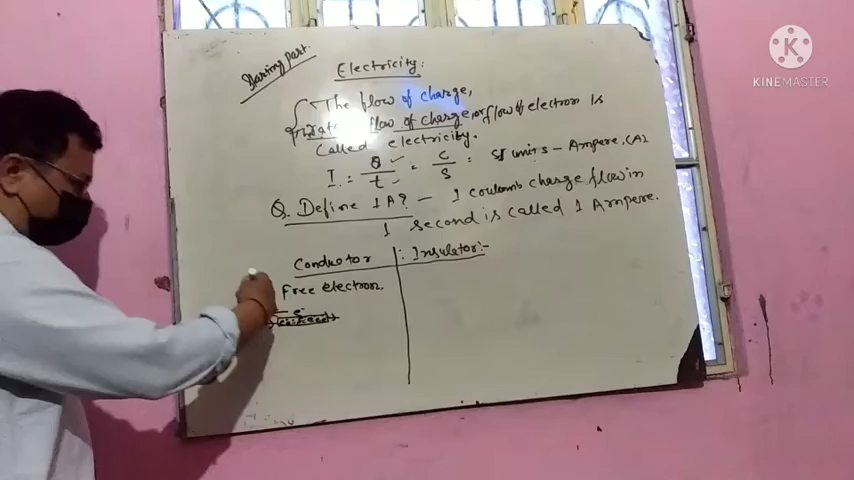 Starting Part.
Electricity:
The flow of charge,
rate flow of charge, or flow of electron is
called electricity.
I = Q/t = C/S = SI units - Ampere. (A)
Q. Define 1 A? - 1 coulomb charge flow in
1 second is called 1 Ampere.
Conductor : Insulator:-
Free electron.
e-
K
KINEMASTER